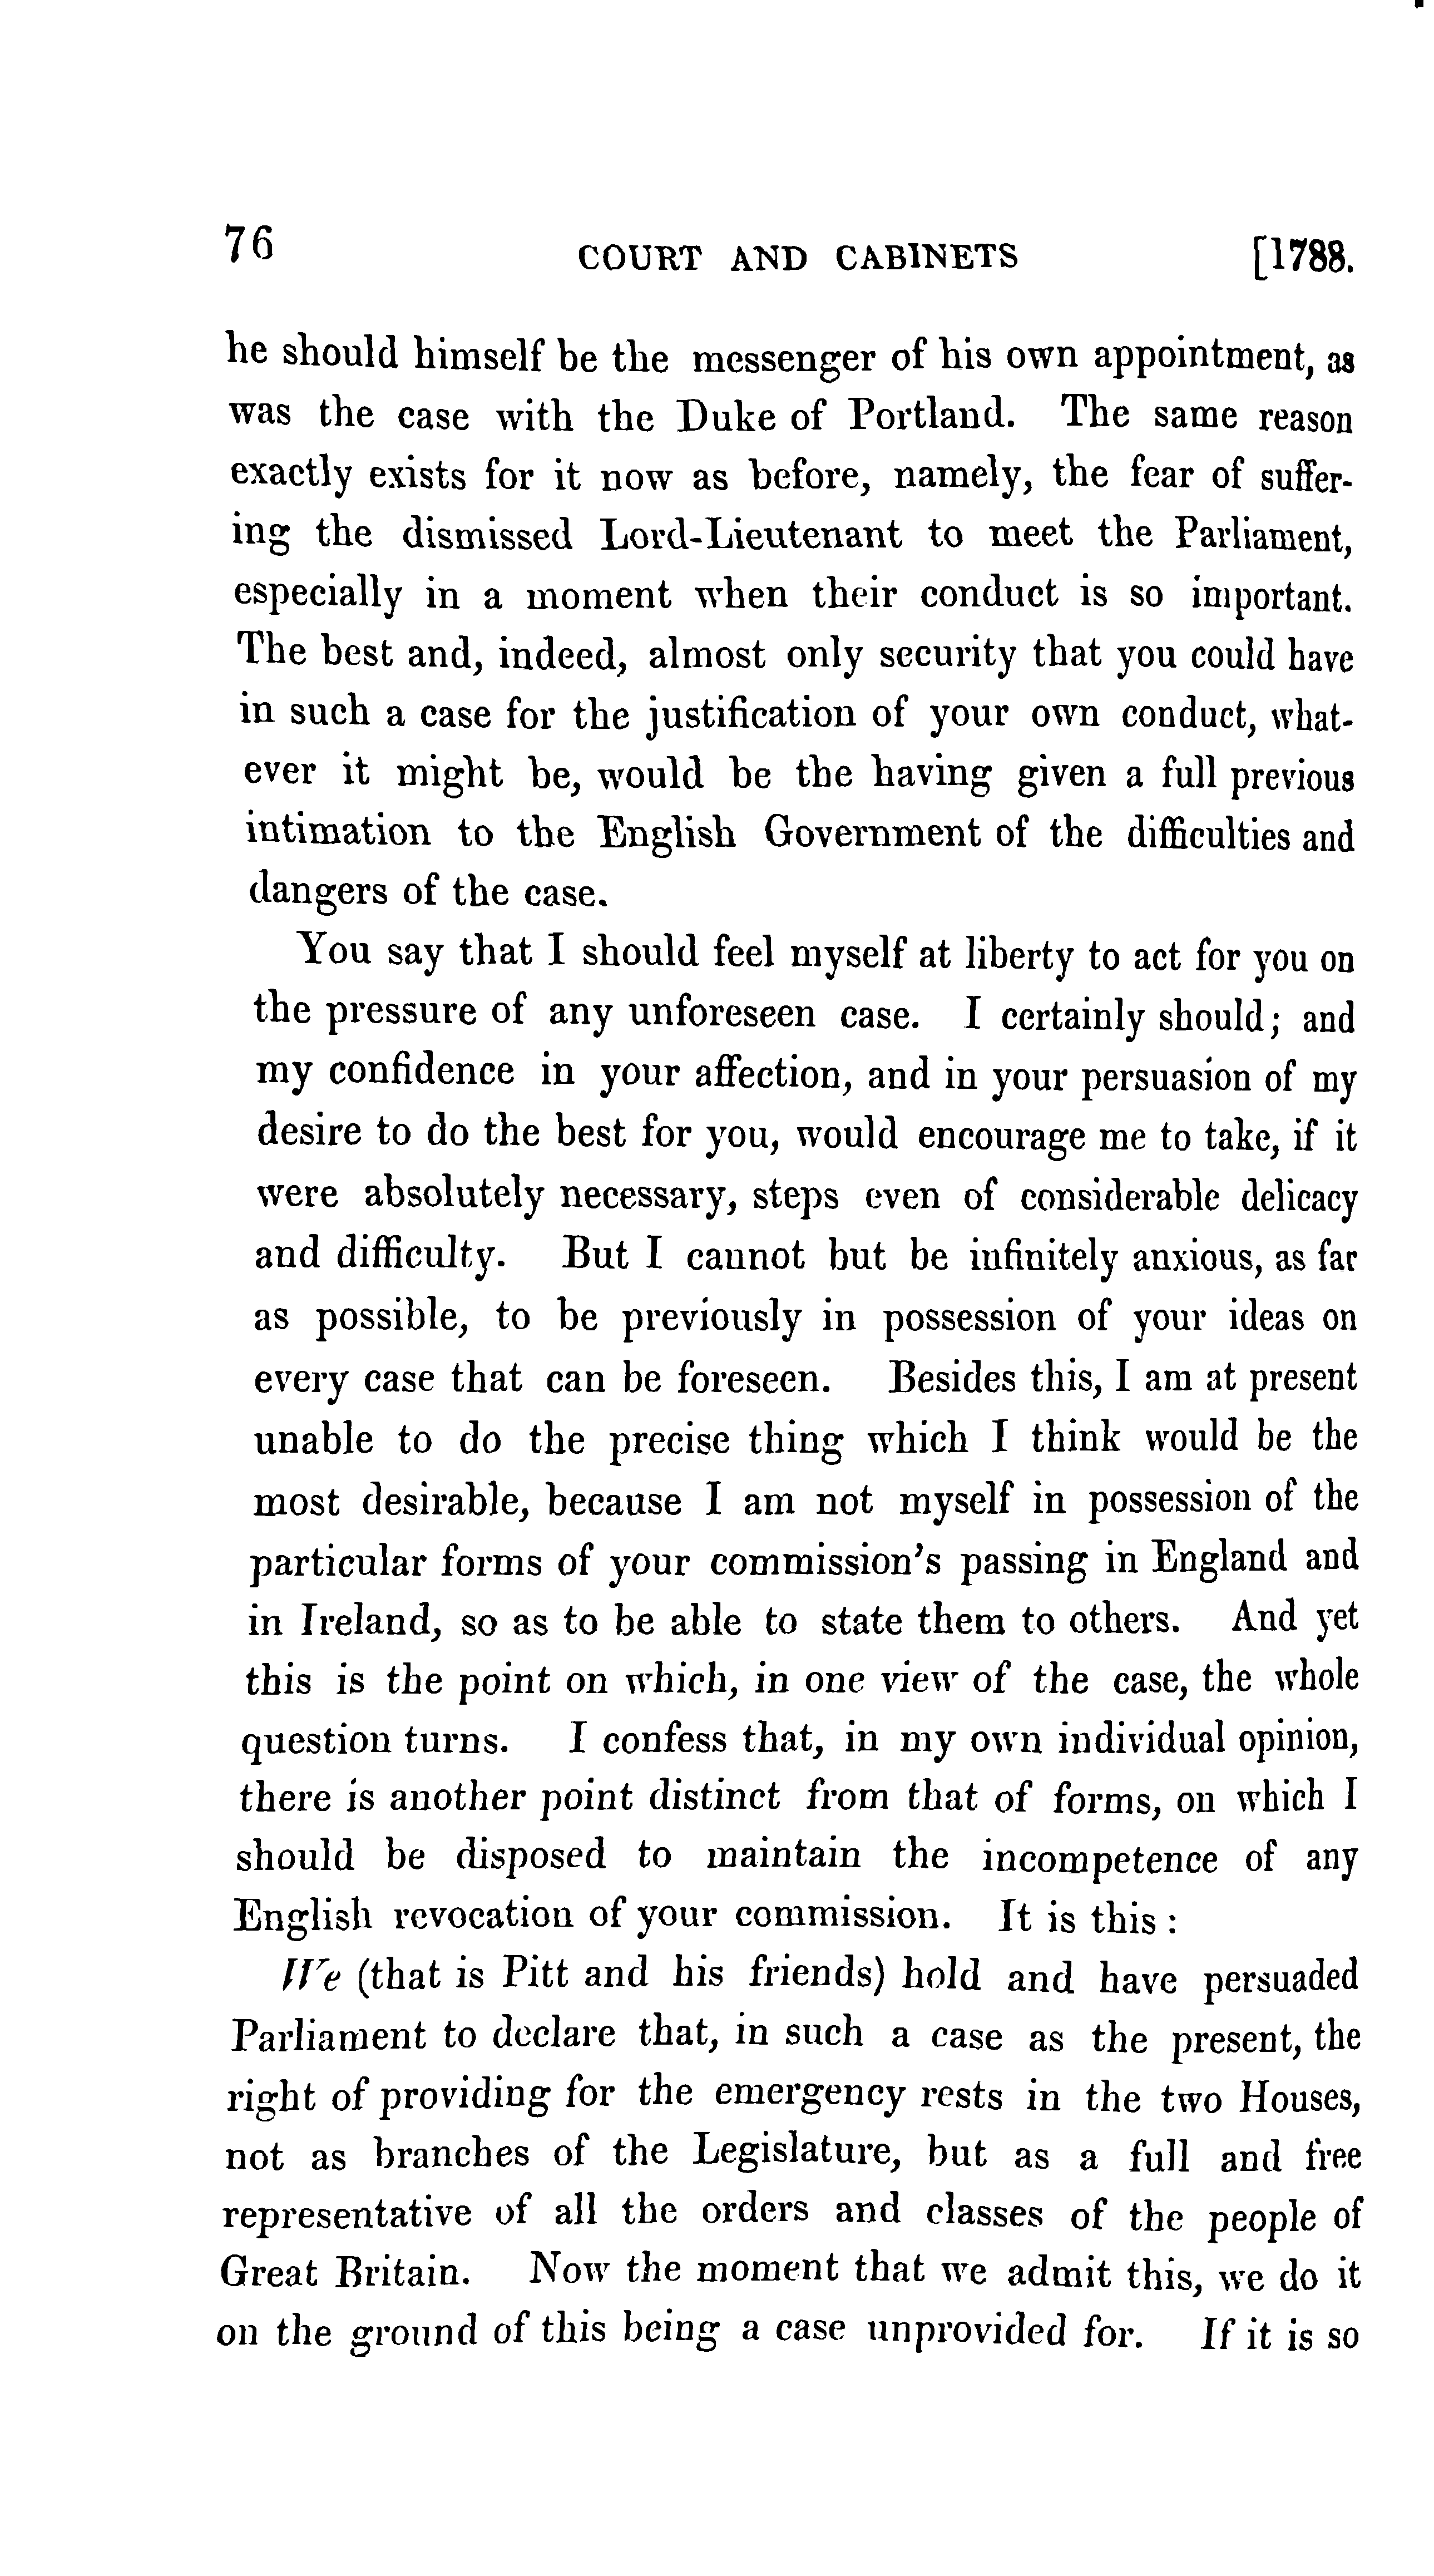 76 COURT AND CABINETS [1788.
he should himself be the messenger of his own appointment, as
was the case with the Duke of Portland. The same reason
exactly exists for it now as before, namely, the fear of suffer-
ing the dismissed Lord-Lieutenant to meet the Parliament,
especially in a moment when their conduct is so important.
The best and, indeed, almost only security that you could have
in such a case for the justification of your own conduct, what-
ever it might be, would be the having given a full previous
intimation to the English Government of the difficulties and
dangers of the case.
You say that I should feel myself at liberty to act for you on
the pressure of any unforeseen case. I certainly should; and
my confidence in your affection, and in your persuasion of my
desire to do the best for you, would encourage me to take, if it
were absolutely necessary, steps even of considerable delicacy
and difficulty. But I cannot but be infinitely anxious, as far
as possible, to be previously in possession of your ideas on
every case that can be foreseen. Besides this, I am at present
unable to do the precise thing which I think would be the
most desirable, because I am not myself in possession of the
particular forms of your commission's passing in England and
in Ireland, so as to be able to state them to others. And yet
this is the point on which, in one view of the case, the whole
question turns. I confess that, in my own individual opinion,
there is another point distinct from that of forms, on which I
should be disposed to maintain the incompetence of any
English revocation of your commission. It is this:
We (that is Pitt and his friends) hold and have persuaded
Parliament to declare that, in such a case as the present, the
right of providing for the emergency rests in the two Houses,
not as branches of the Legislature, but as a full and free
representative of all the orders and classes of the people of
Great Britain. Now the moment that we admit this, we do it
on the ground of this being a case unprovided for. If it is so